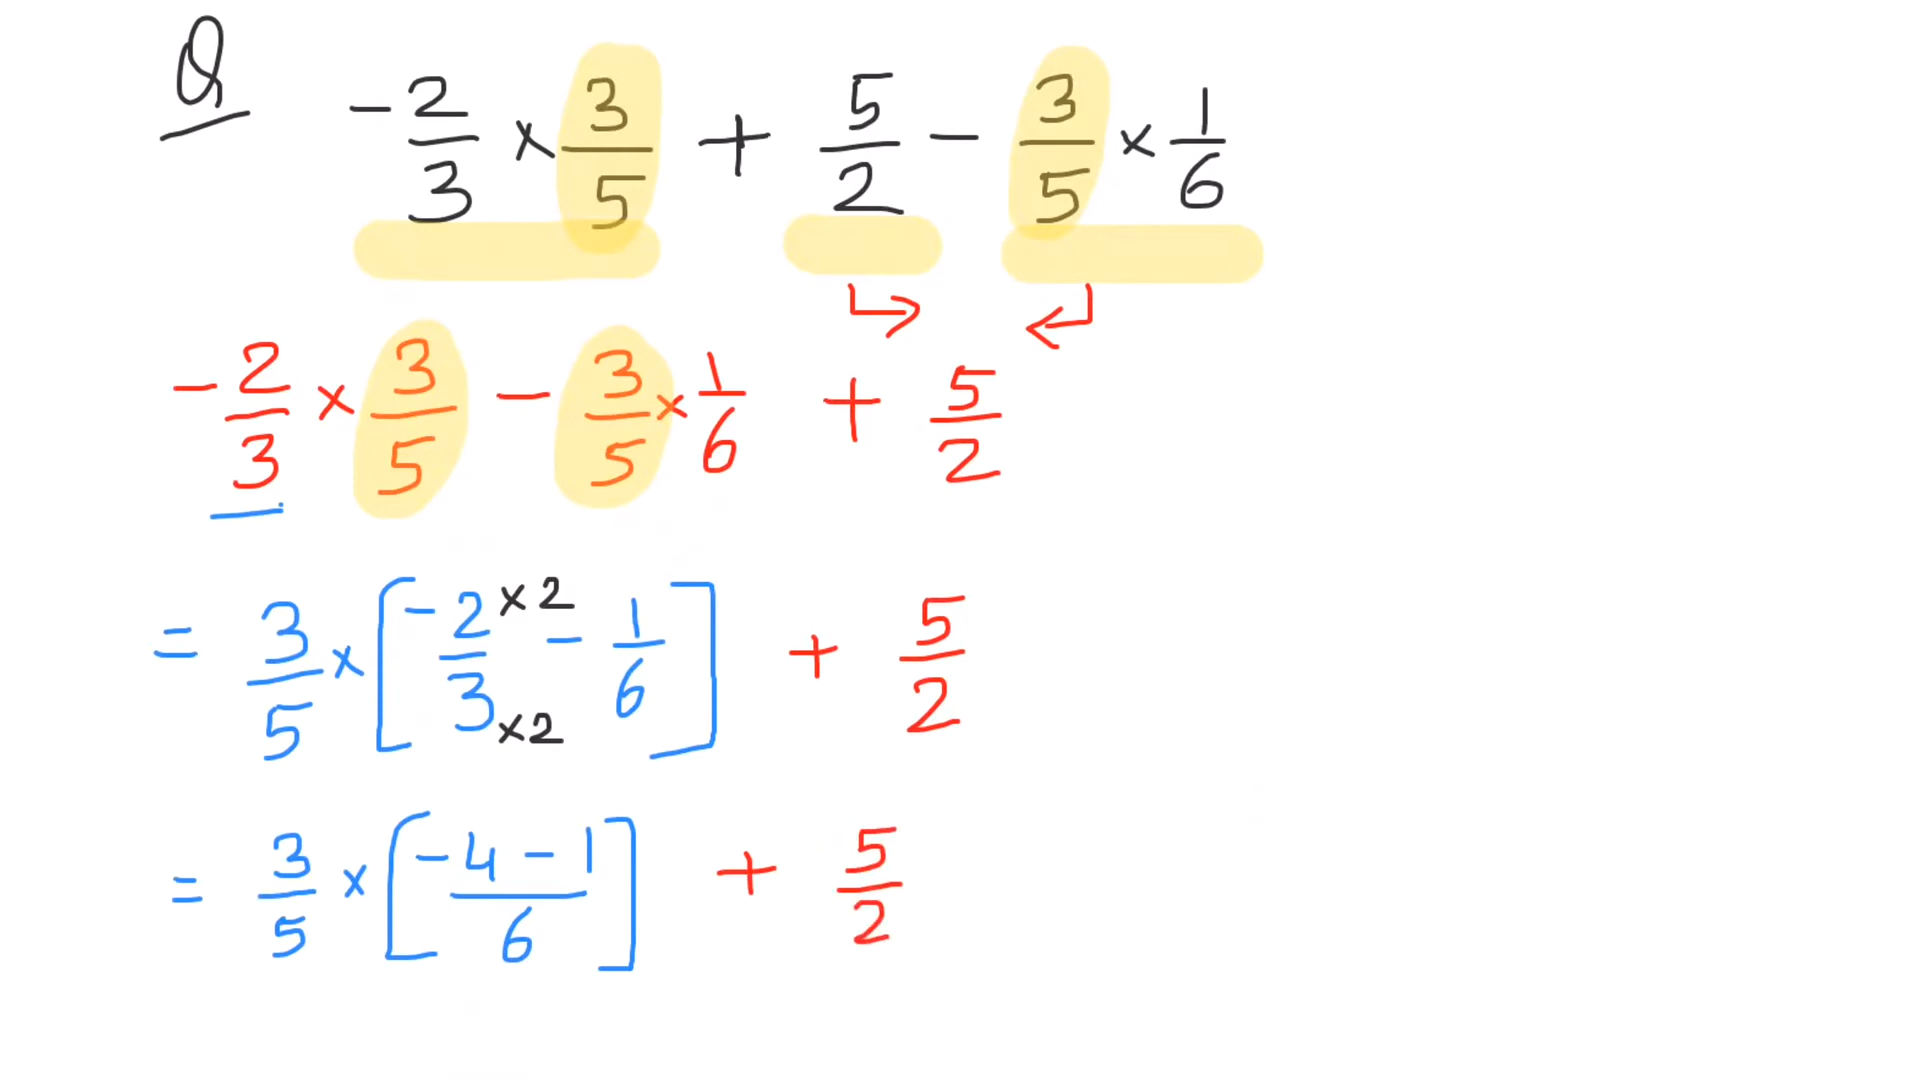 Q -2/3 × 3/5 + 5/2 - 3/5 × 1/6
-2/3 × 3/5 - 3/5 × 1/6 + 5/2
= 3/5 × [-2×2/3×2 - 1/6] + 5/2
= 3/5 × [-4-1/6] + 5/2